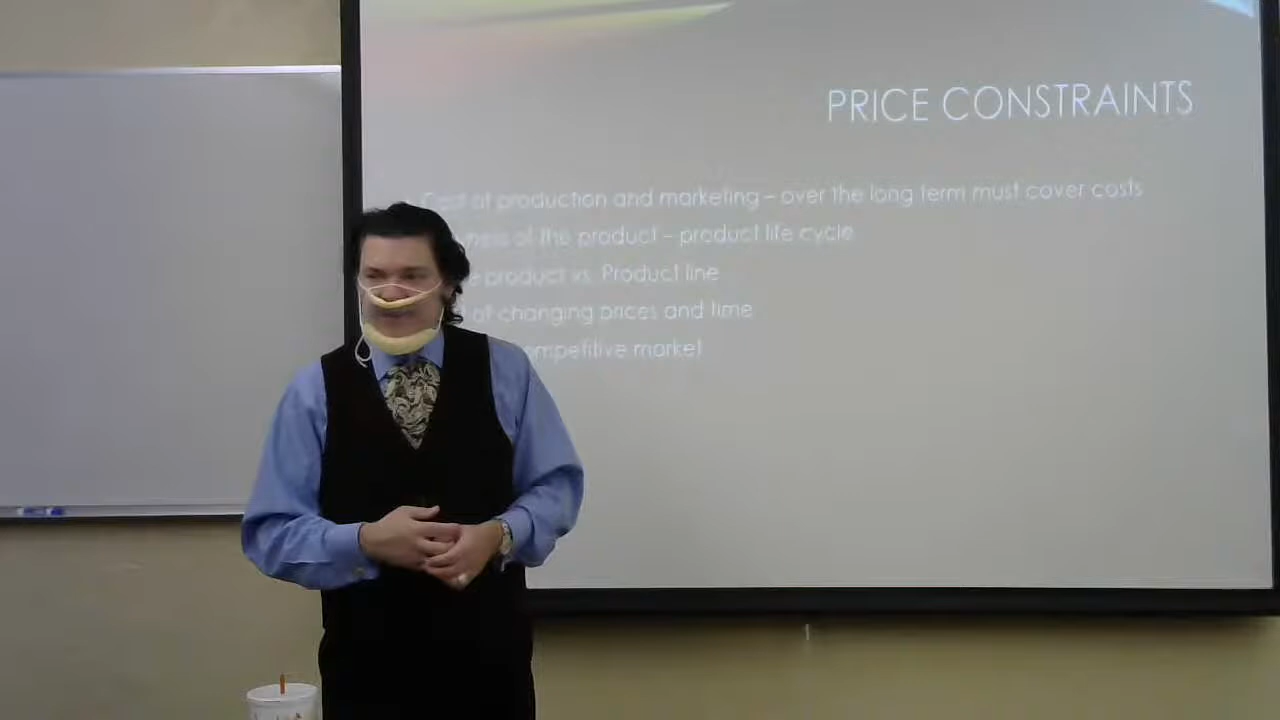 PRICE CONSTRAINTS
Cost of production and marketing – over the long term must cover costs
of the product – product life cycle
product vs. Product line
of changing prices and time
market